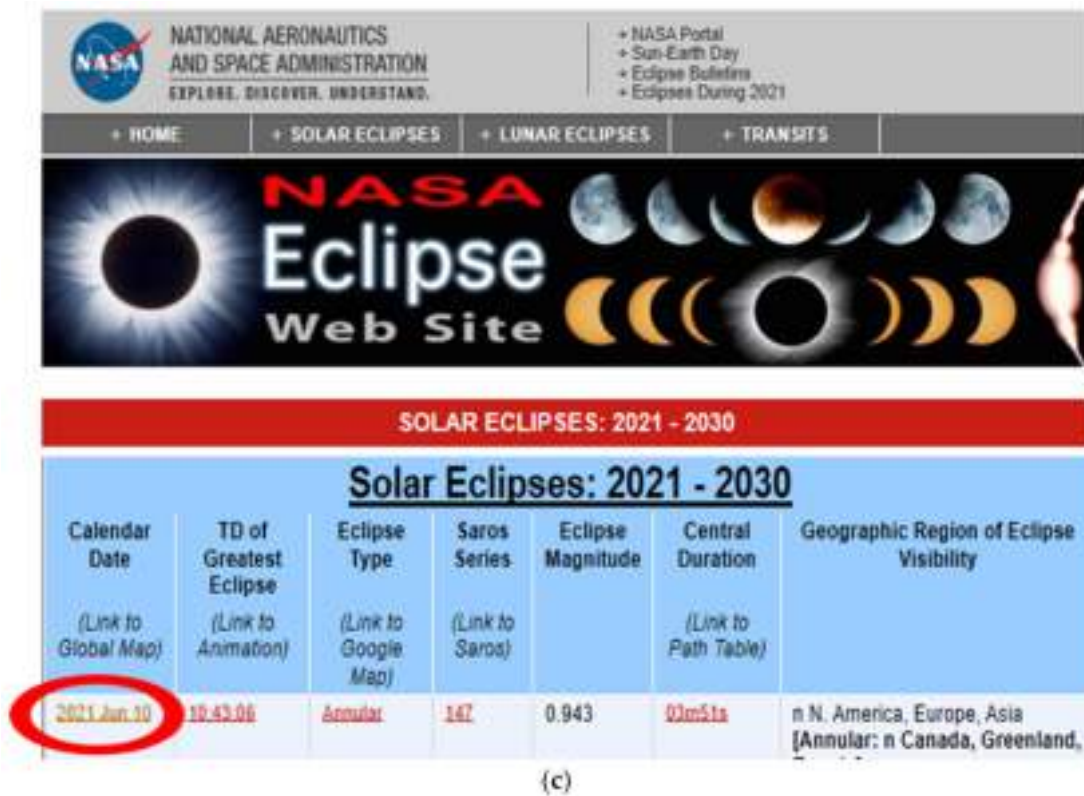 NASA
NATIONAL AERONAUTICS
AND SPACE ADMINISTRATION
EXPLORE. DISCOVER. UNDERSTAND.
+ NASA Portal
+ Sun-Earth Day
+ Eclipse Bulletins
+ Eclipses During 2021
+ HOME
+ SOLAR ECLIPSES
+ LUNAR ECLIPSES
+ TRANSITS
NASA
Eclipse
Web Site
SOLAR ECLIPSES: 2021 - 2030
Solar Eclipses: 2021 - 2030
Calendar Date
TD of Greatest Eclipse
Eclipse Type
Saros Series
Eclipse Magnitude
Central Duration
Geographic Region of Eclipse Visibility
(Link to Global Map)
(Link to Animation)
(Link to Google Map)
(Link to Saros)
(Link to Path Table)
2021 Jun 10
10:43:06
Annular
147
0.943
03m51s
n N. America, Europe, Asia
[Annular: n Canada, Greenland,
(c)